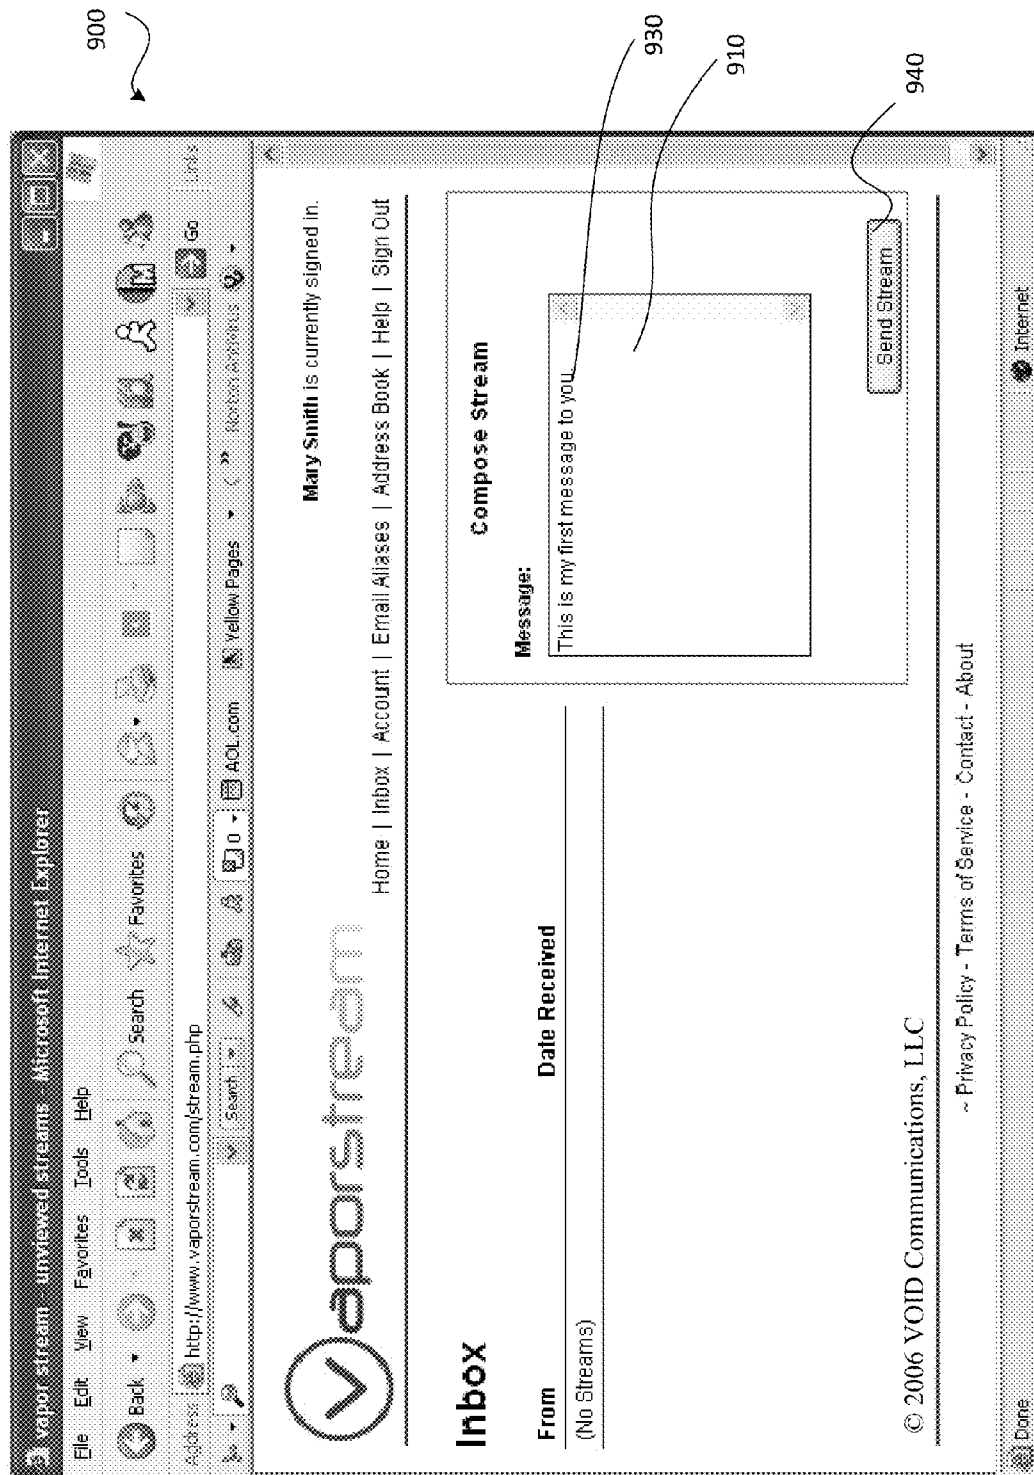 900
vapor stream - unviewed streams - Microsoft Internet Explorer
File Edit View Favorites Tools Help
Back Search Favorites
Address http://www.vaporstream.com/stream.php Go Links
Search 0 AOL.com Yellow Pages » Norton AntiVirus
Vaporstream
Mary Smith is currently signed in.
Home | Inbox | Account | Email Aliases | Address Book | Help | Sign Out
Inbox
From Date Received
(No Streams)
Compose Stream
Message:
This is my first message to you.
Send Stream
930
910
940
© 2006 VOID Communications, LLC
~ Privacy Policy - Terms of Service - Contact - About
Done Internet